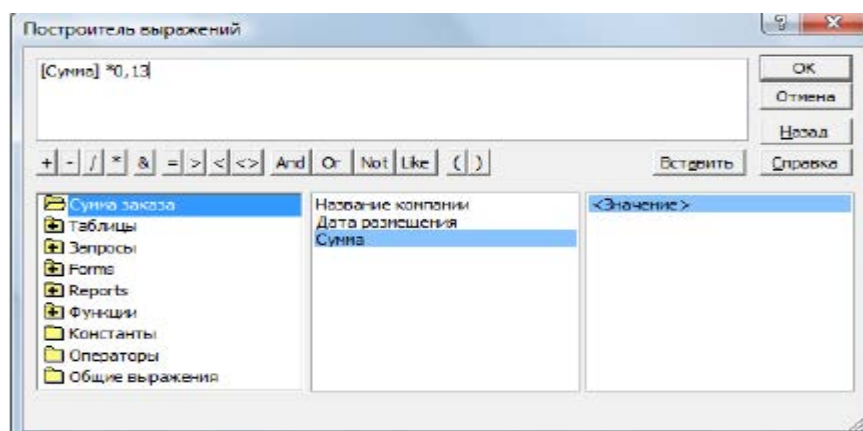 Построитель выражений
?
[Сумма] *0,13
OK
Отмена
Назад
Справка
+ - / * & = > < <> And Or Not Like ( ) Вставить
Сумма заказа
Таблицы
Запросы
Forms
Reports
Функции
Константы
Операторы
Общие выражения
Название компании
Дата размещения
Сумма
<Значение>